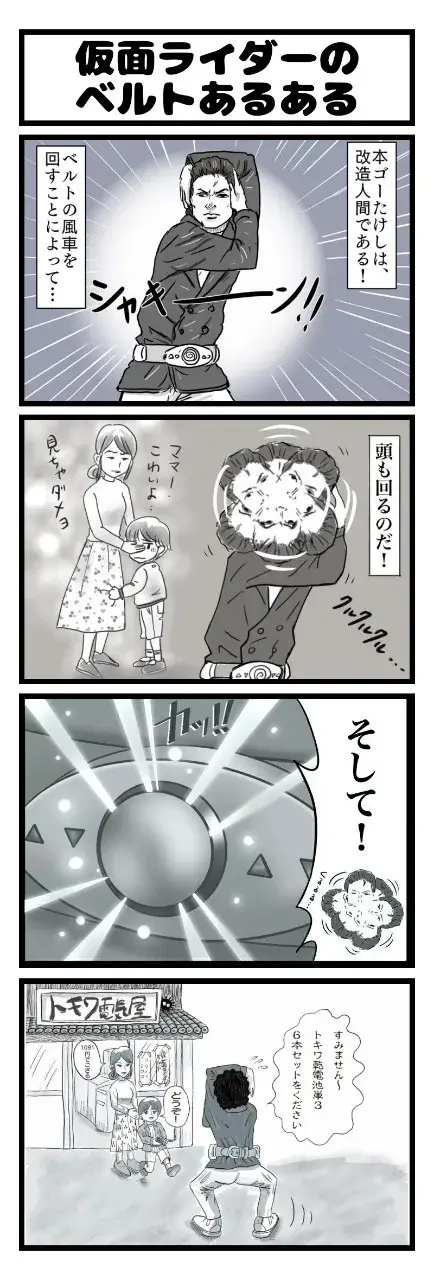 仮面ライダーの
ベルトあるある
本ゴーたけしは、
改造人間である！
ベルトの風車を
回すことによって…
シャキーーン!!
頭も回るのだ！
ママー…
こわいよ…
見ちゃダメョ
クルクルクル…
そして！
カッ!!
トキワ電気屋
すみません〜
トキワ乾電池単３
６本セットをください
どうぞー